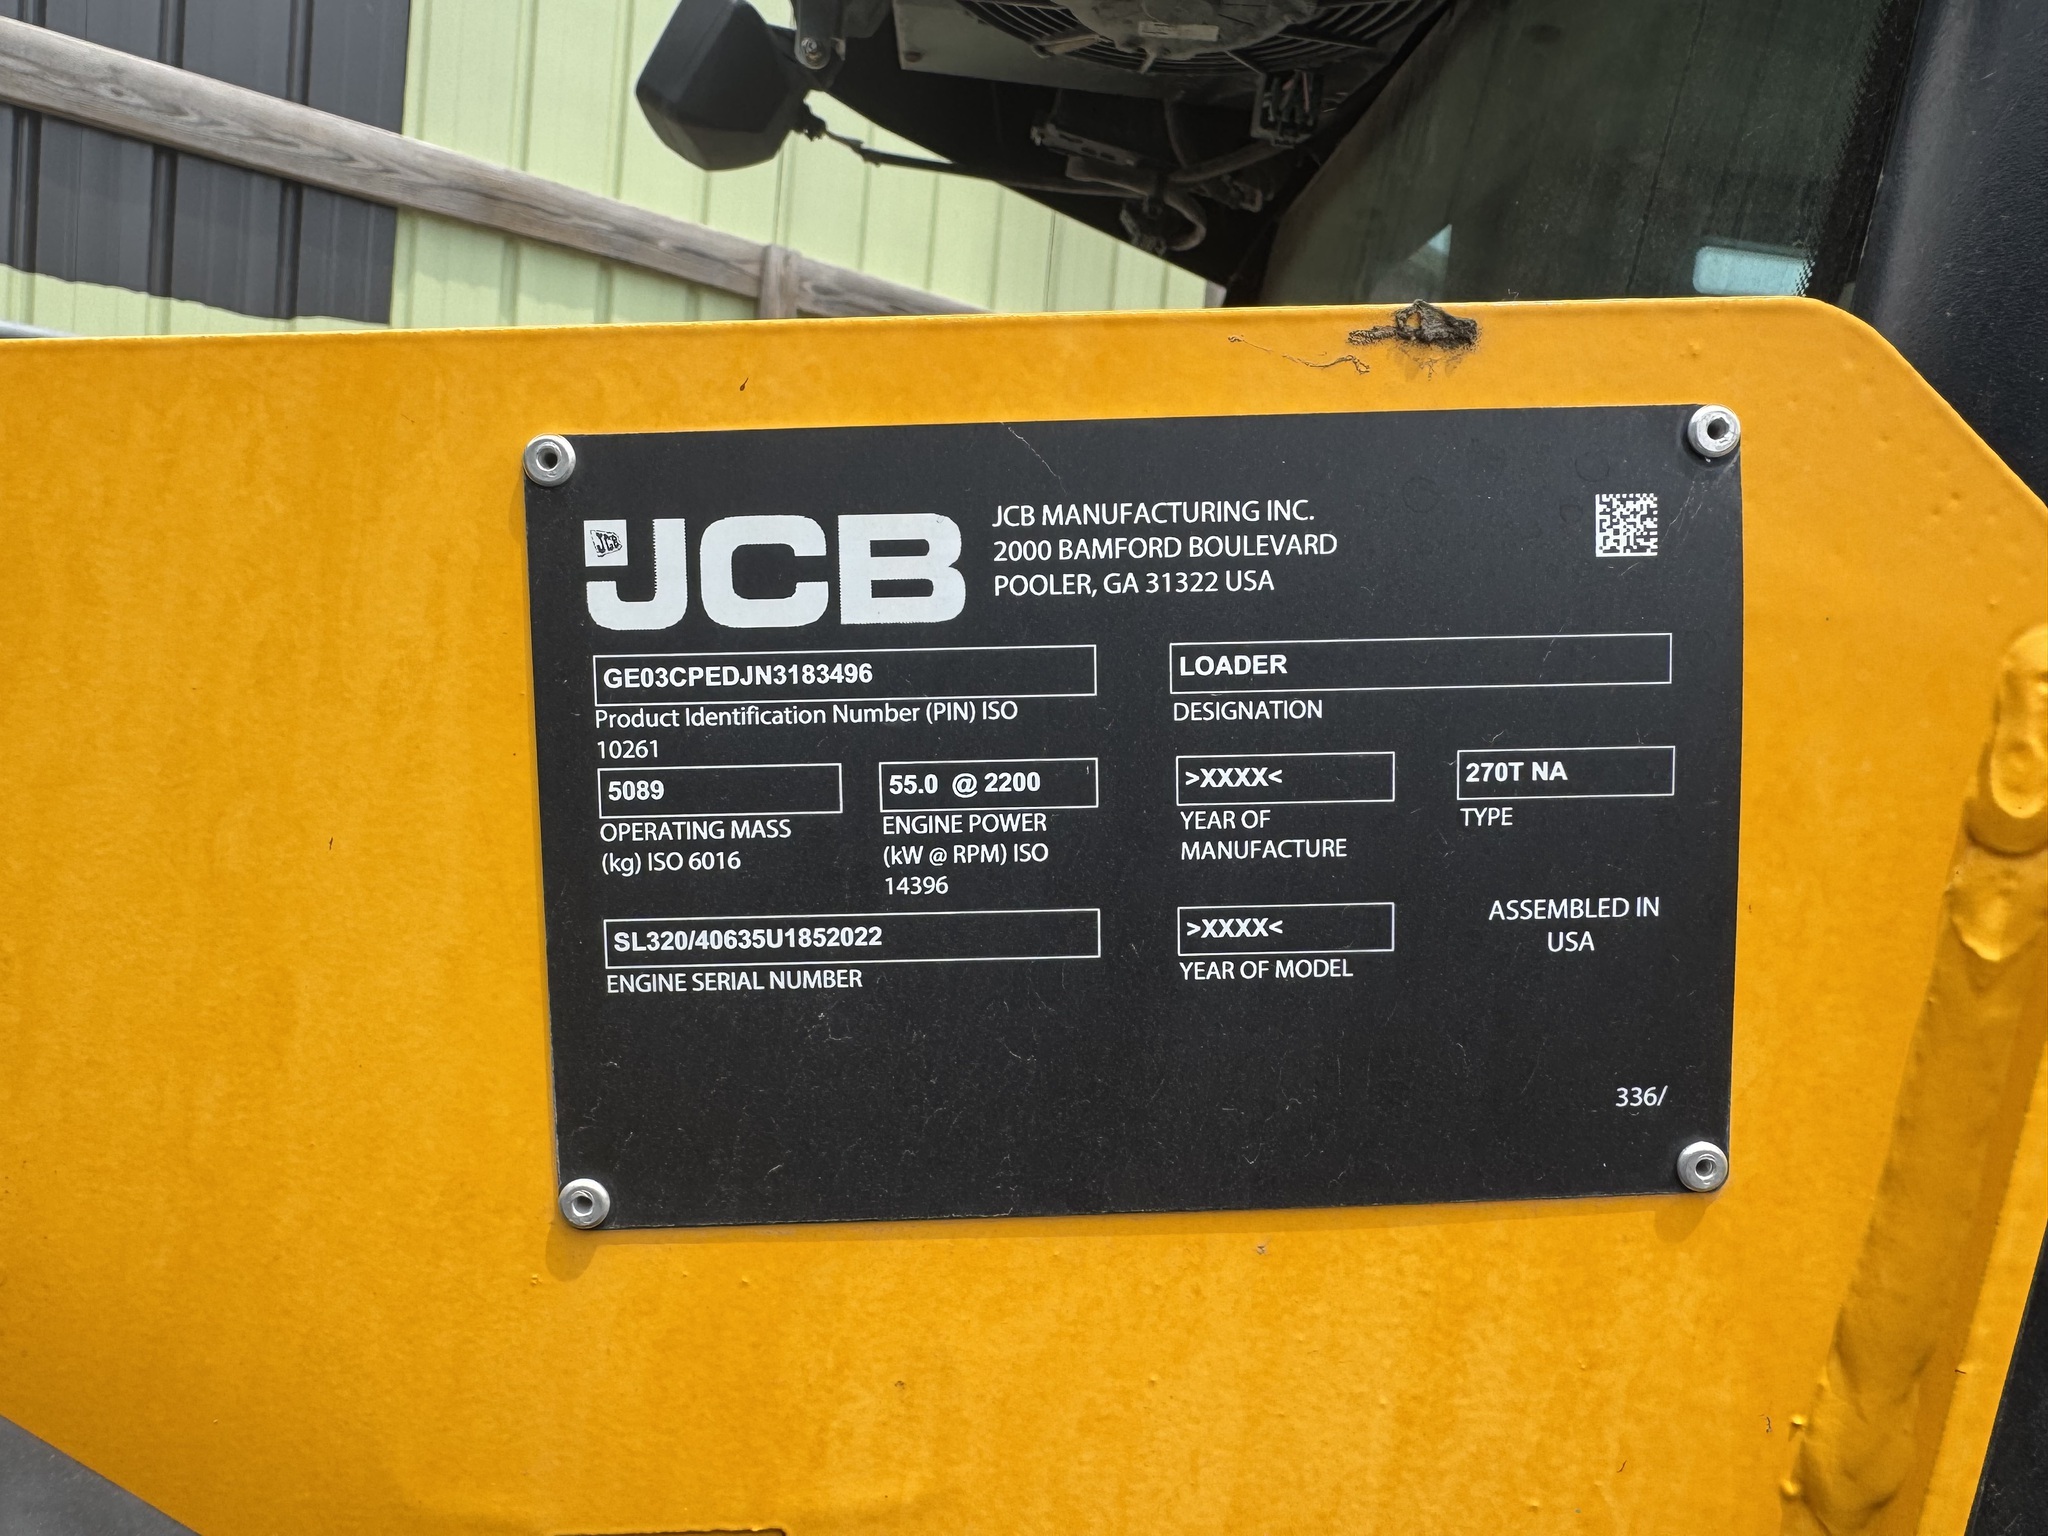 JCB
JCB
JCB MANUFACTURING INC.
2000 BAMFORD BOULEVARD
POOLER, GA 31322 USA
GE03CPEDJN3183496
Product Identification Number (PIN) ISO
10261
LOADER
DESIGNATION
5089
OPERATING MASS
(kg) ISO 6016
55.0 @ 2200
ENGINE POWER
(kW @ RPM) ISO
14396
>XXXX<
YEAR OF
MANUFACTURE
270T NA
TYPE
SL320/40635U1852022
ENGINE SERIAL NUMBER
>XXXX<
YEAR OF MODEL
ASSEMBLED IN
USA
336/